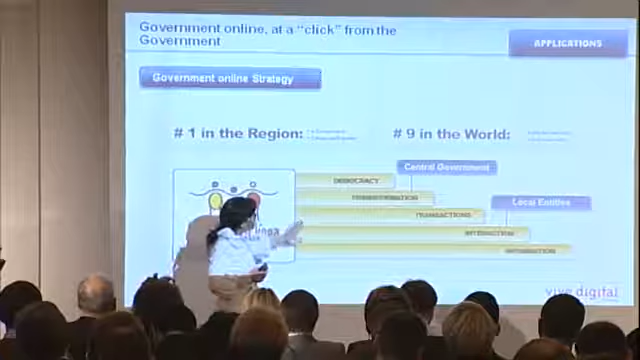 Government online, at a "click" from the
Government
APPLICATIONS
Government online Strategy
# 1 in the Region:
# 9 in the World:
Central Government
DEMOCRACY
TRANSFORMATION
Local Entities
TRANSACTIONS
INTERACTION
INFORMATION
vive digital